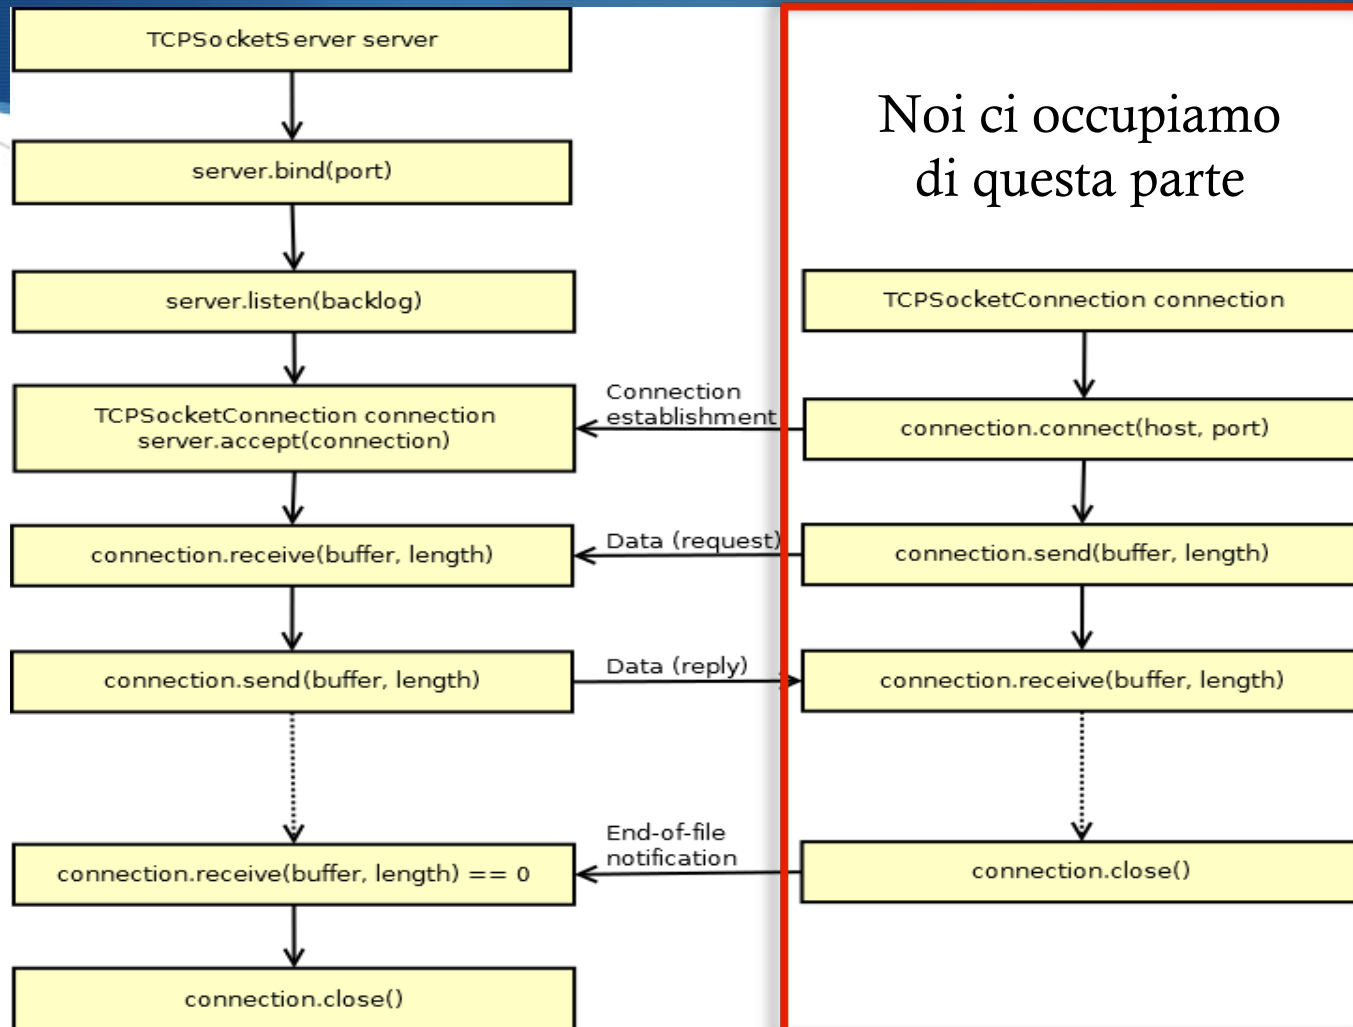 TCPSocketServer server
server.bind(port)
server.listen(backlog)
TCPSocketConnection connection
server.accept(connection)
connection.receive(buffer, length)
connection.send(buffer, length)
connection.receive(buffer, length) == 0
connection.close()
Connection
establishment
Data (request)
Data (reply)
End-of-file
notification
Noi ci occupiamo
di questa parte
TCPSocketConnection connection
connection.connect(host, port)
connection.send(buffer, length)
connection.receive(buffer, length)
connection.close()